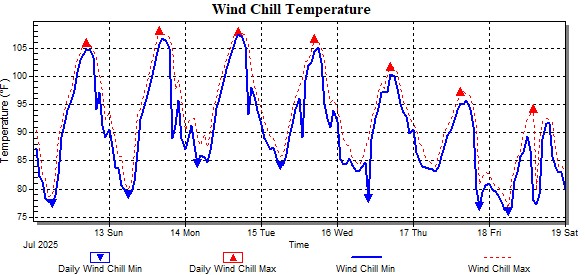 Wind Chill Temperature
Temperature (°F)
105
100
95
90
85
80
75
13 Sun 14 Mon 15 Tue 16 Wed 17 Thu 18 Fri 19 Sat
Jul 2025 Time
Daily Wind Chill Min Daily Wind Chill Max Wind Chill Min Wind Chill Max